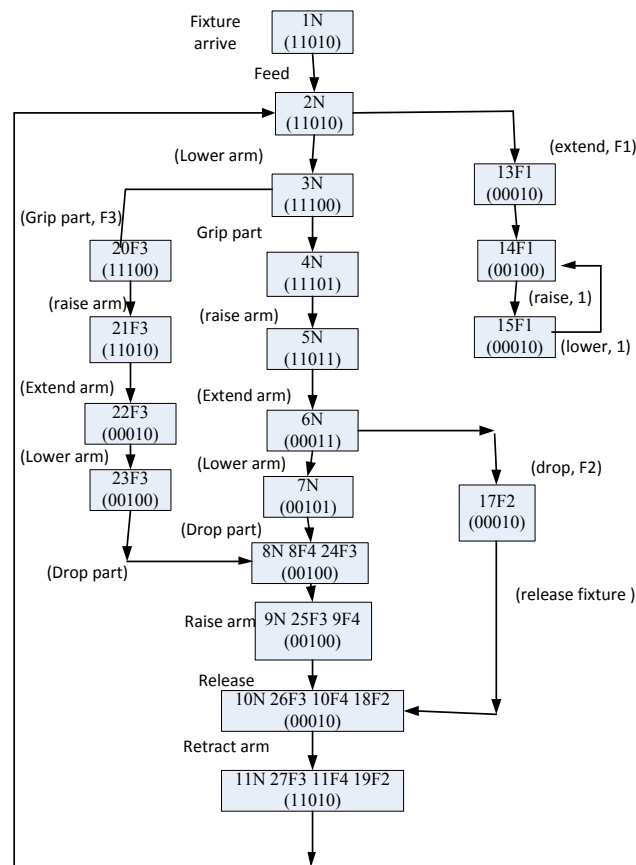 Fixture
arrive
1N
(11010)
Feed
2N
(11010)
(Lower arm)
(extend, F1)
3N
(11100)
13F1
(00010)
(Grip part, F3)
Grip part
20F3
(11100)
4N
(11101)
14F1
(00100)
(raise arm)
(raise arm)
(raise, 1)
21F3
(11010)
5N
(11011)
15F1
(00010)
(lower, 1)
(Extend arm)
(Extend arm)
22F3
(00010)
6N
(00011)
(Lower arm)
(Lower arm)
(drop, F2)
23F3
(00100)
7N
(00101)
17F2
(00010)
(Drop part)
(Drop part)
8N 8F4 24F3
(00100)
(release fixture )
Raise arm
9N 25F3 9F4
(00100)
Release
10N 26F3 10F4 18F2
(00010)
Retract arm
11N 27F3 11F4 19F2
(11010)